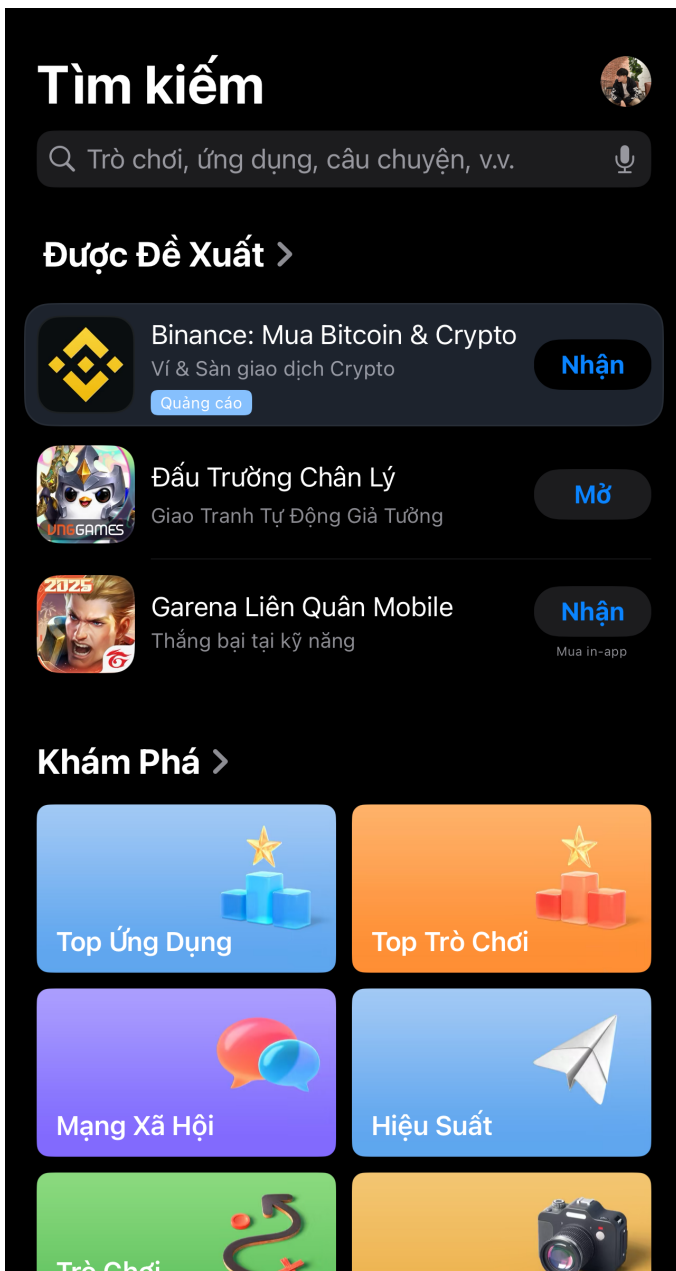 Tìm kiếm
Trò chơi, ứng dụng, câu chuyện, v.v.
Được Đề Xuất
Binance: Mua Bitcoin & Crypto
Ví & Sàn giao dịch Crypto
Nhận
Quảng cáo
Đấu Trường Chân Lý
Giao Tranh Tự Động Giả Tưởng
Mở
VNGGAMES
2025
Garena Liên Quân Mobile
Thắng bại tại kỹ năng
Nhận
Mua in-app
Khám Phá
Top Ứng Dụng
Top Trò Chơi
Mạng Xã Hội
Hiệu Suất
Trò Chơi